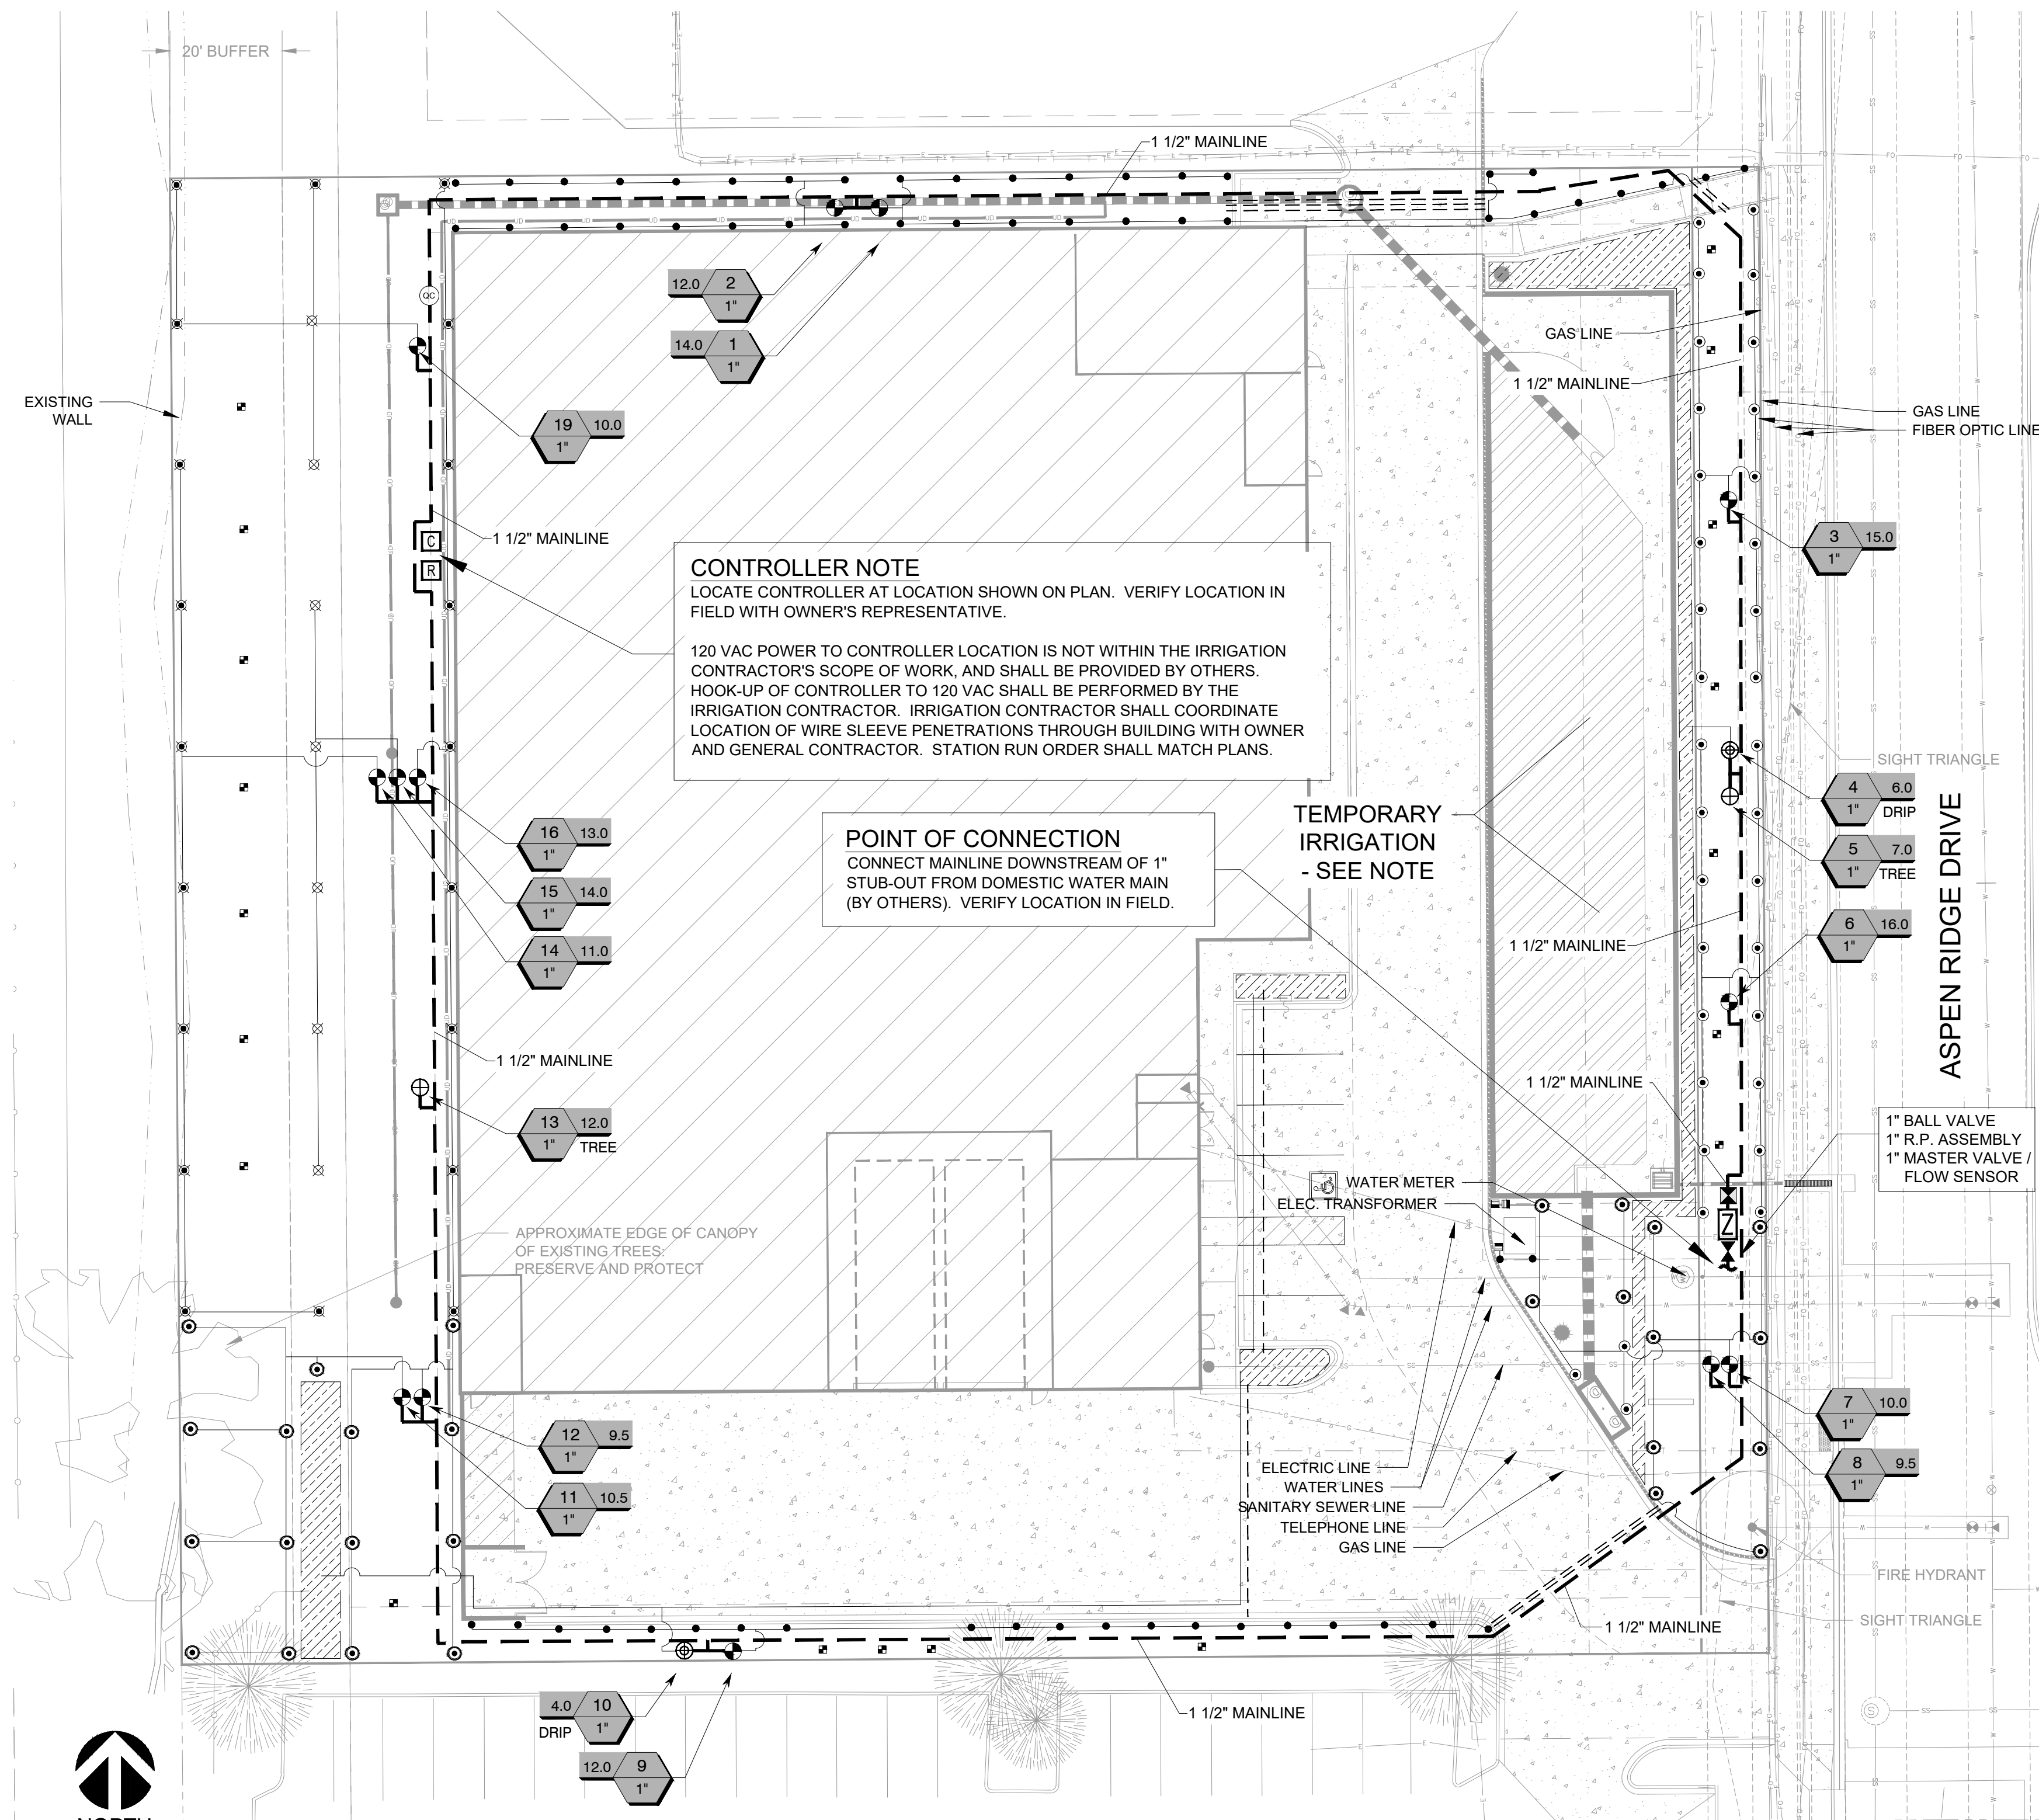 20' BUFFER
1 1/2" MAINLINE
12.0 2
1"
14.0 1
1"
QC
GAS LINE
1 1/2" MAINLINE
EXISTING
WALL
19 10.0
1"
GAS LINE
FIBER OPTIC LINE
1 1/2" MAINLINE
C
R
3 15.0
1"
CONTROLLER NOTE
LOCATE CONTROLLER AT LOCATION SHOWN ON PLAN. VERIFY LOCATION IN
FIELD WITH OWNER'S REPRESENTATIVE.
120 VAC POWER TO CONTROLLER LOCATION IS NOT WITHIN THE IRRIGATION
CONTRACTOR'S SCOPE OF WORK, AND SHALL BE PROVIDED BY OTHERS.
HOOK-UP OF CONTROLLER TO 120 VAC SHALL BE PERFORMED BY THE
IRRIGATION CONTRACTOR. IRRIGATION CONTRACTOR SHALL COORDINATE
LOCATION OF WIRE SLEEVE PENETRATIONS THROUGH BUILDING WITH OWNER
AND GENERAL CONTRACTOR. STATION RUN ORDER SHALL MATCH PLANS.
SIGHT TRIANGLE
4 6.0
1" DRIP
5 7.0
1" TREE
6 16.0
1"
ASPEN RIDGE DRIVE
TEMPORARY
IRRIGATION
- SEE NOTE
POINT OF CONNECTION
CONNECT MAINLINE DOWNSTREAM OF 1"
STUB-OUT FROM DOMESTIC WATER MAIN
(BY OTHERS). VERIFY LOCATION IN FIELD.
16 13.0
1"
15 14.0
1"
14 11.0
1"
1 1/2" MAINLINE
1 1/2" MAINLINE
1 1/2" MAINLINE
13 12.0
1" TREE
1" BALL VALVE
1" R.P. ASSEMBLY
1" MASTER VALVE /
FLOW SENSOR
WATER METER
ELEC. TRANSFORMER
Z
APPROXIMATE EDGE OF CANOPY
OF EXISTING TREES:
PRESERVE AND PROTECT
7 10.0
1"
8 9.5
1"
12 9.5
1"
11 10.5
1"
ELECTRIC LINE
WATER LINES
SANITARY SEWER LINE
TELEPHONE LINE
GAS LINE
FIRE HYDRANT
SIGHT TRIANGLE
1 1/2" MAINLINE
1 1/2" MAINLINE
4.0 10
DRIP 1"
12.0 9
1"
S